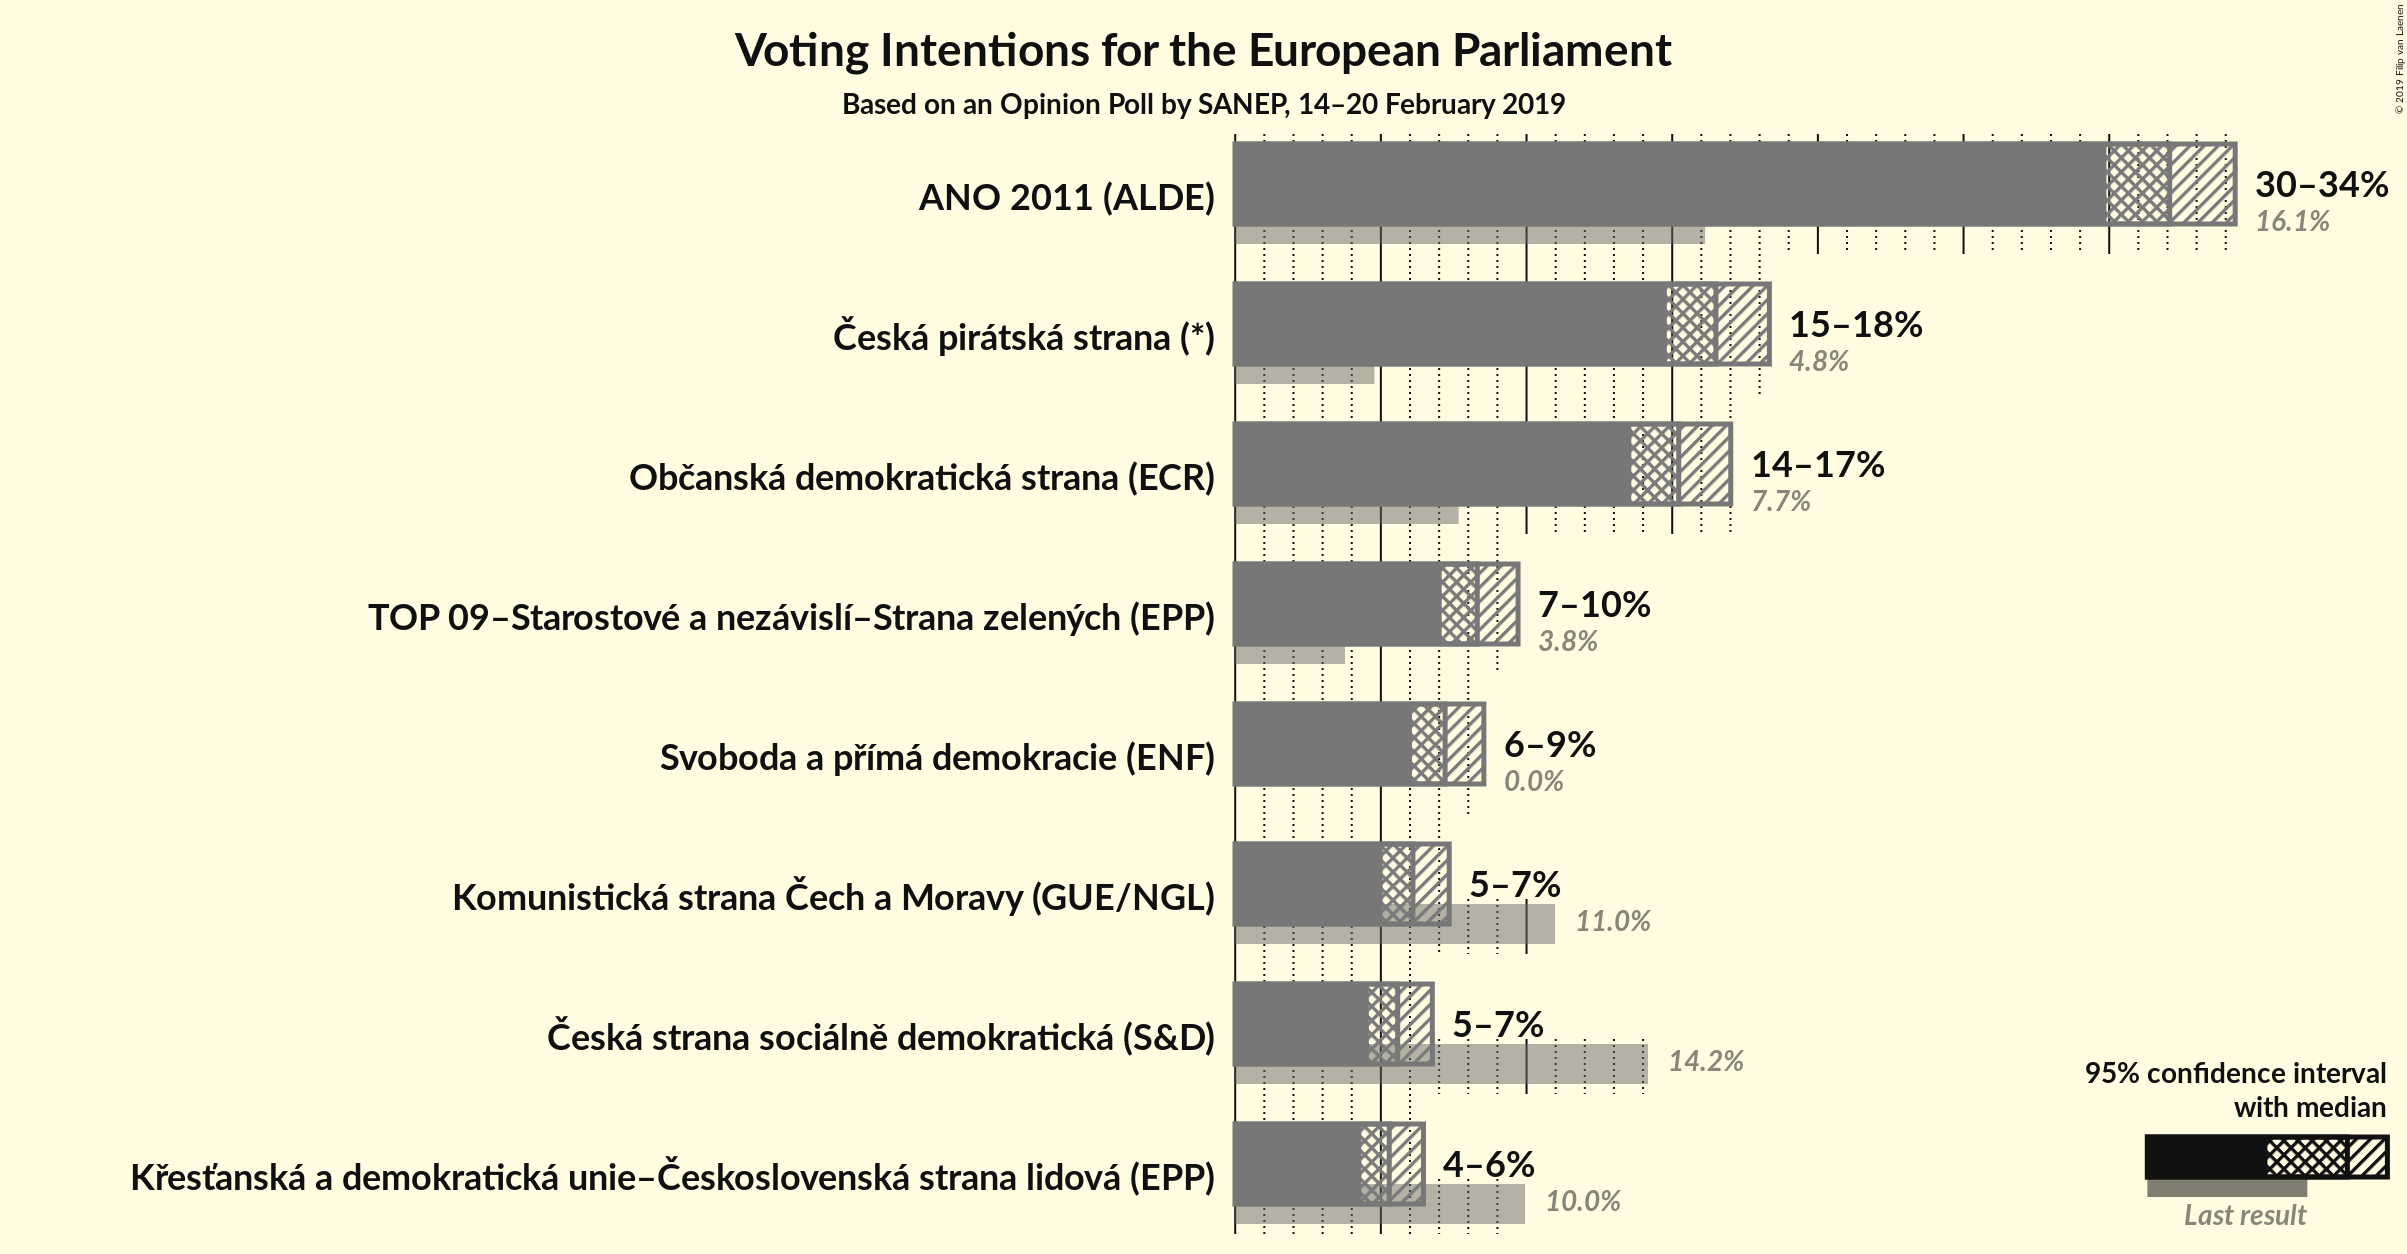 Voting Intentions for the European Parliament
Based on an Opinion Poll by SANEP, 14–20 February 2019
© 2019 Filip van Laenen
ANO 2011 (ALDE)
30–34%
16.1%
Česká pirátská strana (*)
15–18%
4.8%
Občanská demokratická strana (ECR)
14–17%
7.7%
TOP 09–Starostové a nezávislí–Strana zelených (EPP)
7–10%
3.8%
Svoboda a přímá demokracie (ENF)
6–9%
0.0%
Komunistická strana Čech a Moravy (GUE/NGL)
5–7%
11.0%
Česká strana sociálně demokratická (S&D)
5–7%
14.2%
Křesťanská a demokratická unie–Československá strana lidová (EPP)
4–6%
10.0%
95% confidence interval
with median
Last result